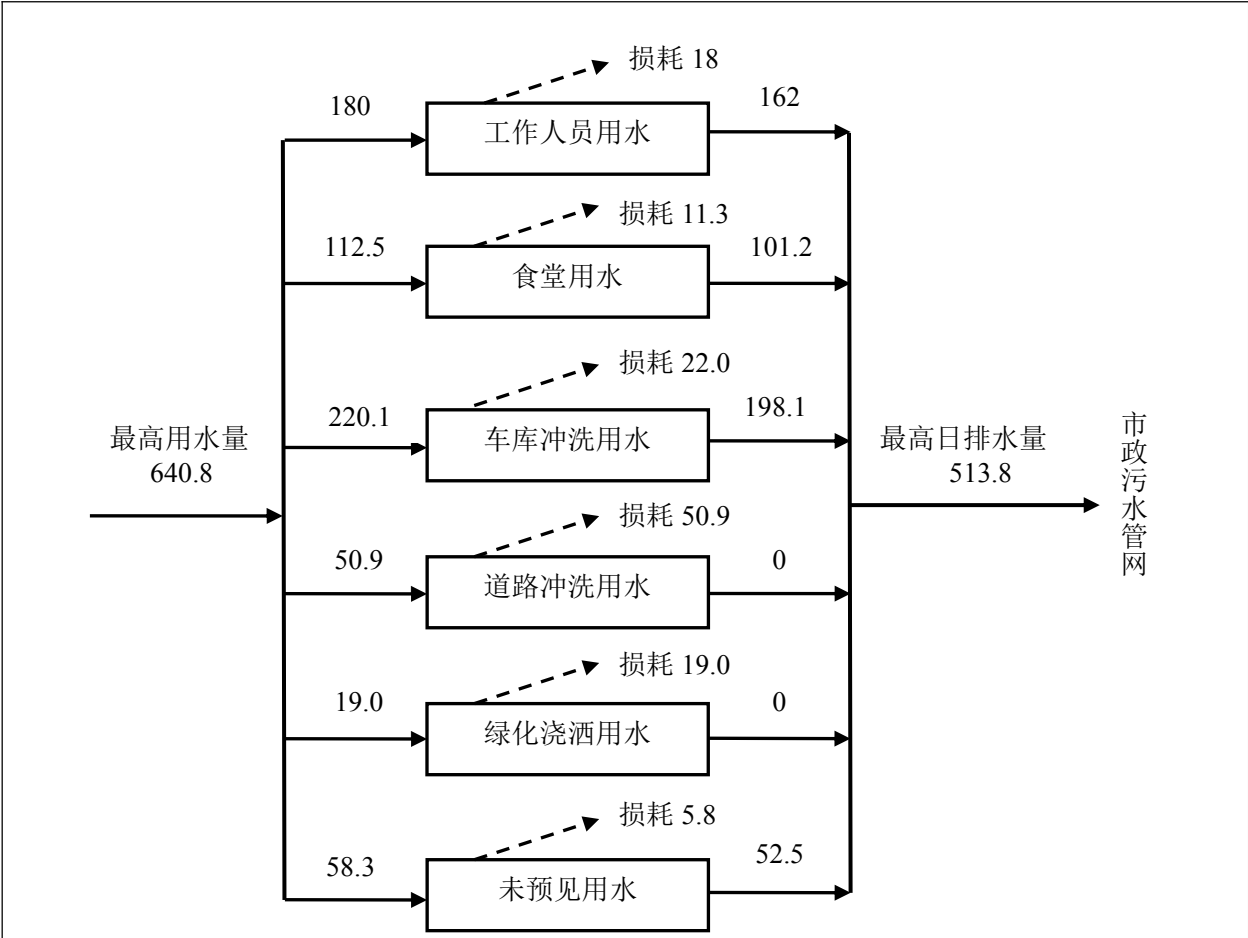 损耗 18
180
工作人员用水
162
损耗 11.3
112.5
食堂用水
101.2
损耗 22.0
220.1
车库冲洗用水
198.1
最高用水量
640.8
最高日排水量
513.8
市政污水管网
损耗 50.9
50.9
道路冲洗用水
0
损耗 19.0
19.0
绿化浇洒用水
0
损耗 5.8
58.3
未预见用水
52.5